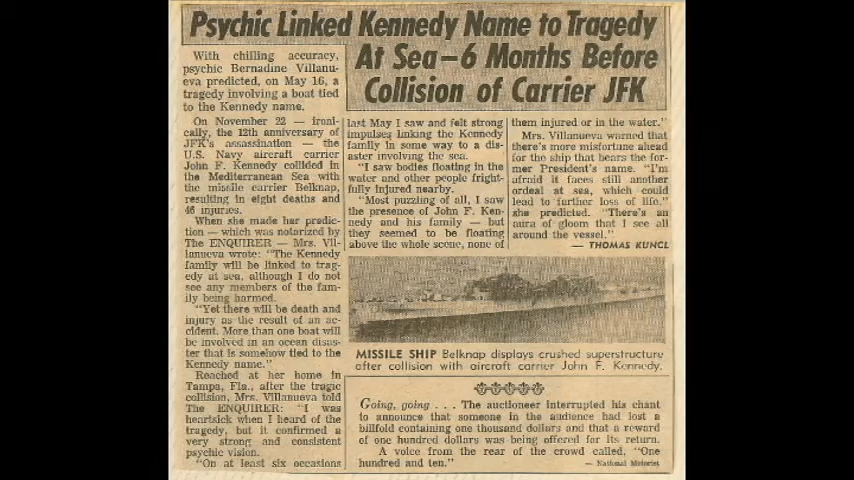 Psychic Linked Kennedy Name to Tragedy
At Sea—6 Months Before
Collision of Carrier JFK
With chilling accuracy,
psychic Bernadine Villanu-
eva predicted, on May 16, a
tragedy involving a boat tied
to the Kennedy name.
On November 22 — ironi-
cally, the 12th anniversary of
JFK's assassination — the
U.S. Navy aircraft carrier
John F. Kennedy collided in
the Mediterranean Sea with
the missile carrier Belknap,
resulting in eight deaths and
46 injuries.
When she made her predic-
tion — which was notarized by
The ENQUIRER — Mrs. Vil-
lanueva wrote: "The Kennedy
family will be linked to trag-
edy at sea, although I do not
see any members of the fam-
ily being harmed.
"Yet there will be death and
injury as the result of an ac-
cident. More than one boat will
be involved in an ocean disas-
ter that is somehow tied to the
Kennedy name."
Reached at her home in
Tampa, Fla., after the tragic
collision, Mrs. Villanueva told
The ENQUIRER: "I was
heartsick when I heard of the
tragedy, but it confirmed a
very strong and consistent
psychic vision.
"On at least six occasions
last May I saw and felt strong
impulses linking the Kennedy
family in some way to a dis-
aster involving the sea.
"I saw bodies floating in the
water and other people fright-
fully injured nearby.
"Most puzzling of all, I saw
the presence of John F. Ken-
nedy and his family — but
they seemed to be floating
above the whole scene, none of
them injured or in the water."
Mrs. Villanueva warned that
there's more misfortune ahead
for the ship that bears the for-
mer President's name. "I'm
afraid it faces still another
ordeal at sea, which could
lead to further loss of life,"
she predicted. "There's an
aura of gloom that I see all
around the vessel."
— THOMAS KUNCL
MISSILE SHIP Belknap displays crushed superstructure
after collision with aircraft carrier John F. Kennedy.
Going, going . . . The auctioneer interrupted his chant
to announce that someone in the audience had lost a
billfold containing one thousand dollars and that a reward
of one hundred dollars was being offered for its return.
A voice from the rear of the crowd called, "One
hundred and ten."
— National Motorist